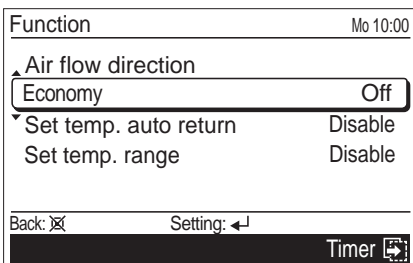 Function Mo 10:00
Air flow direction
Economy Off
Set temp. auto return Disable
Set temp. range Disable
Back: Setting:
Timer